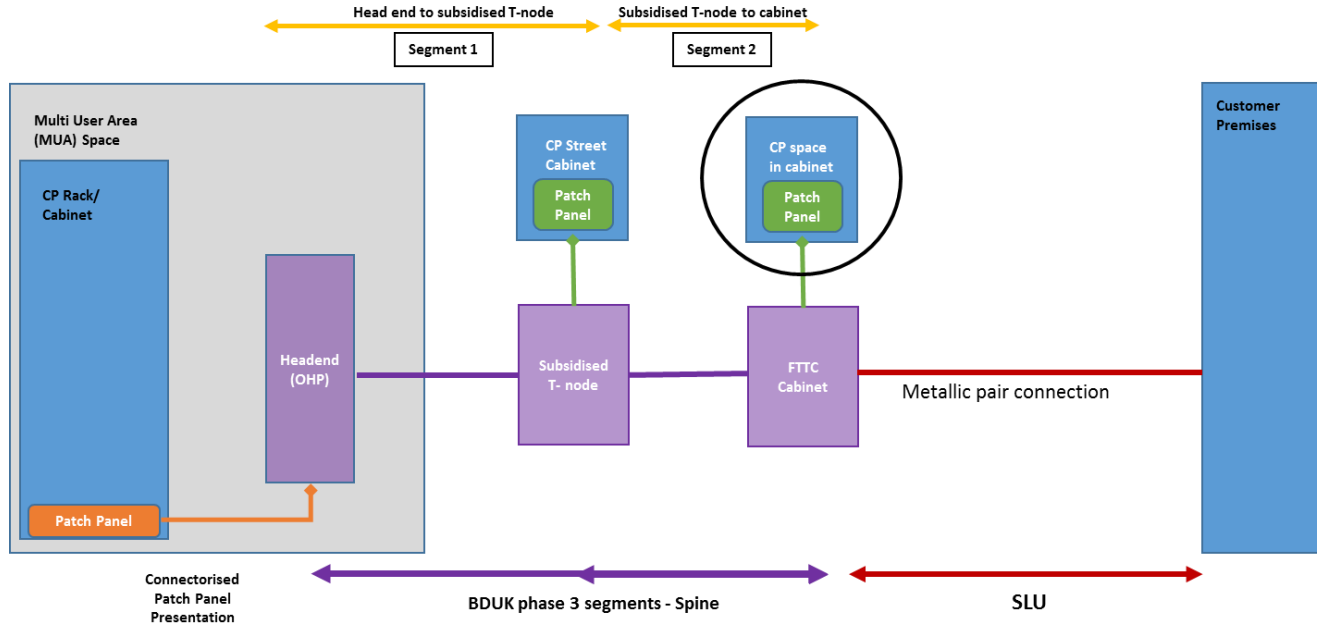 Head end to subsidised T-node
Subsidised T-node to cabinet
Segment 1
Segment 2
Multi User Area
(MUA) Space
CP Rack/
Cabinet
Patch Panel
Headend
(OHP)
CP Street
Cabinet
Patch
Panel
Subsidised
T- node
CP space
in cabinet
Patch
Panel
FTTC
Cabinet
Metallic pair connection
Customer
Premises
Connectorised
Patch Panel
Presentation
BDUK phase 3 segments - Spine
SLU